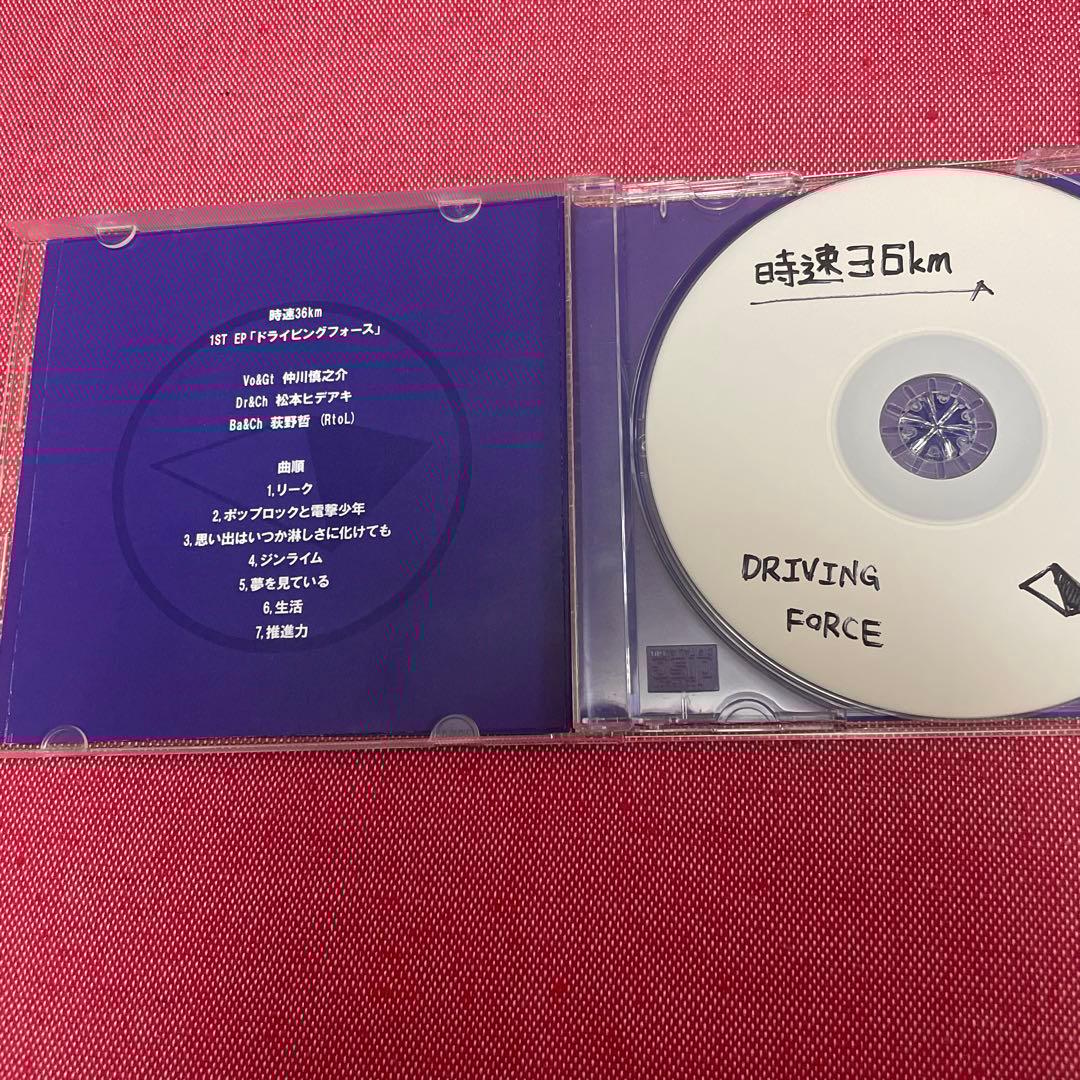 時速36km
1ST EP「ドライビングフォース」
Vo&Gt 仲川慎之介
Dr&Ch 松本ヒデアキ
Ba&Ch 荻野哲 (RtoL)
曲順
1,リーク
2,ポップロックと電撃少年
3,思い出はいつか淋しさに化けても
4,ジンライム
5,夢を見ている
6,生活
7,推進力
時速36km
DRIVING
FORCE